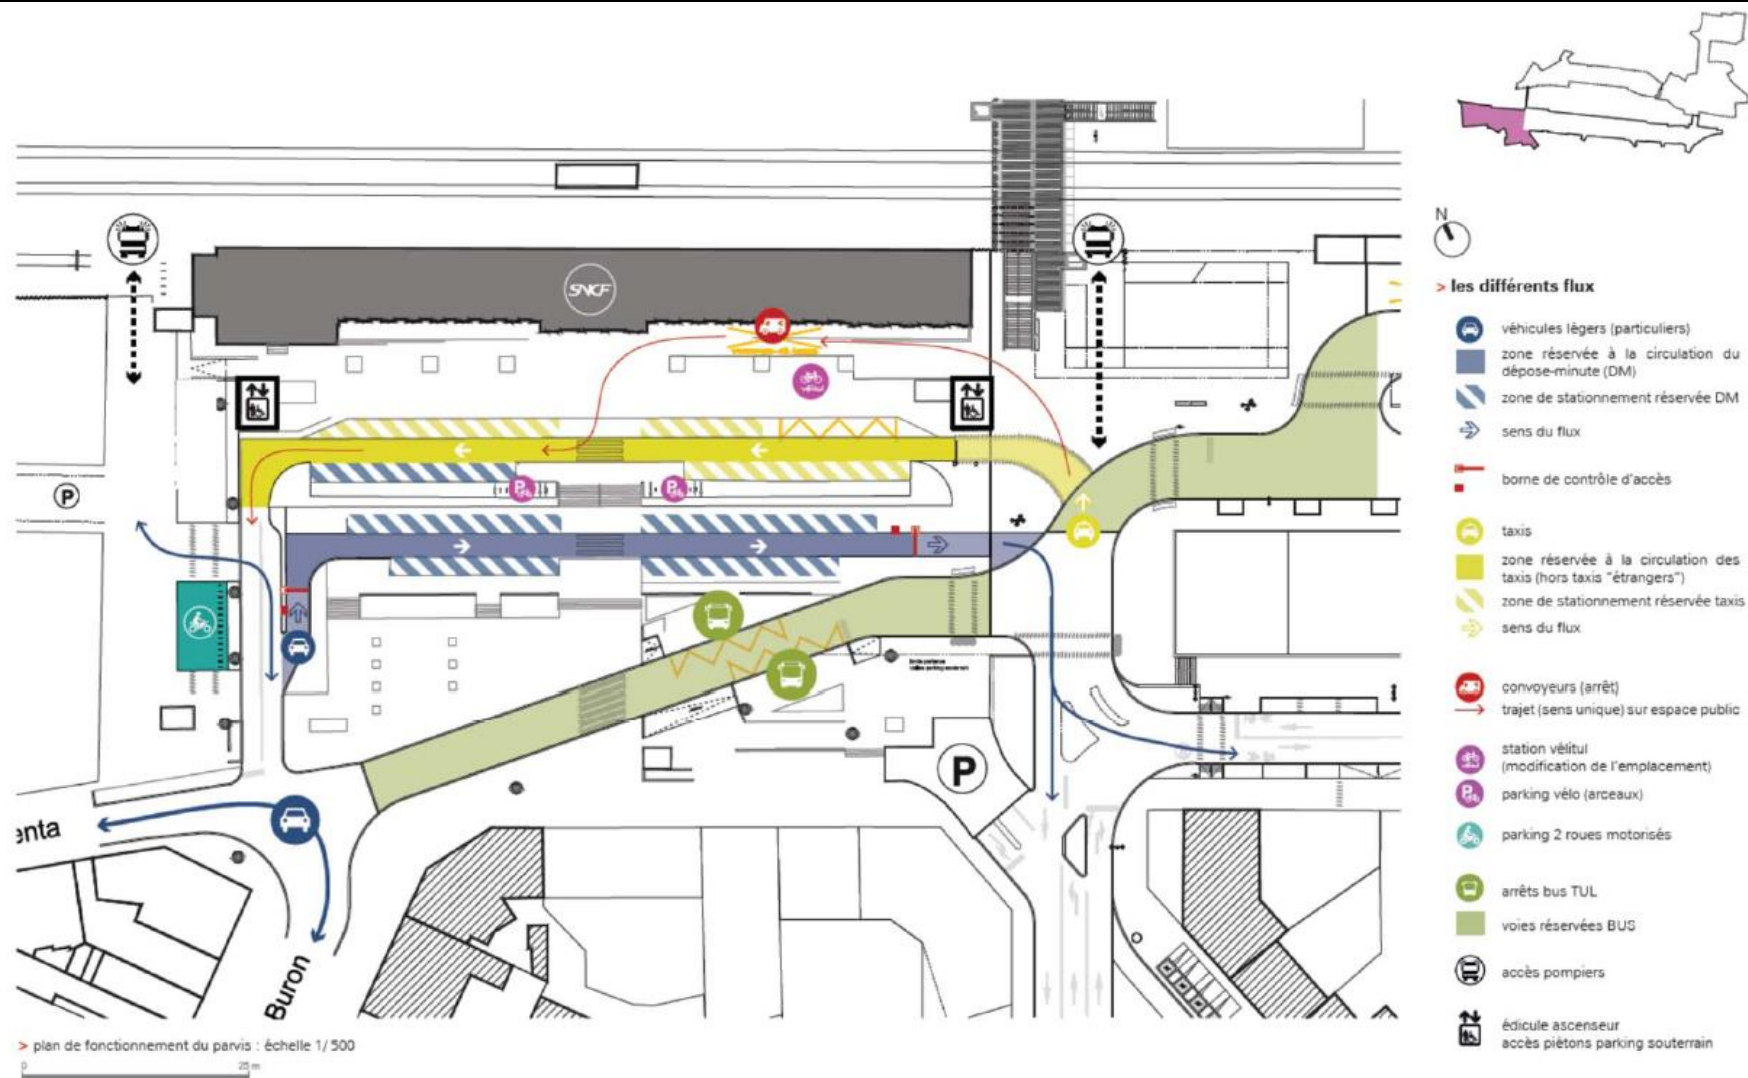 N
SNCF
vélitul
P
P
P
P
enta
Buron
> les différents flux
véhicules légers (particuliers)
zone réservée à la circulation du
dépose-minute (DM)
zone de stationnement réservée DM
sens du flux
borne de contrôle d'accès
taxis
zone réservée à la circulation des
taxis (hors taxis "étrangers")
zone de stationnement réservée taxis
sens du flux
convoyeurs (arrêt)
trajet (sens unique) sur espace public
station vélitul
(modification de l'emplacement)
P
parking vélo (arceaux)
parking 2 roues motorisés
arrêts bus TUL
voies réservées BUS
accès pompiers
édicule ascenseur
accès piétons parking souterrain
> plan de fonctionnement du parvis : échelle 1/ 500
0 25 m